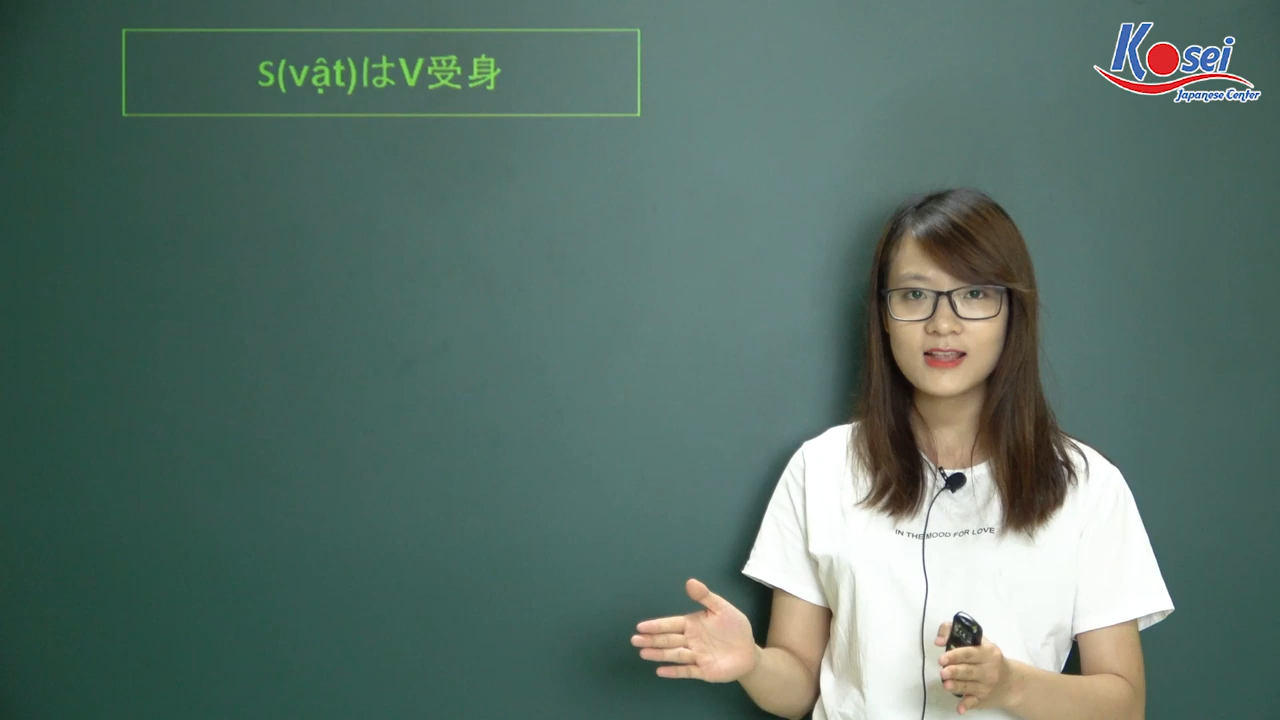 S(vật)はV受身
Kosei
Japanese Center
IN THE MOOD FOR LOVE